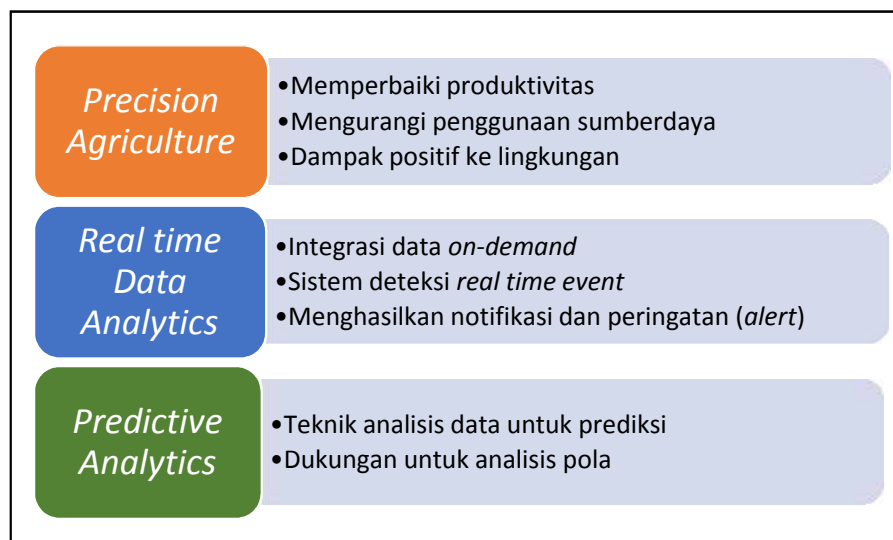 Precision
Agriculture
•Memperbaiki produktivitas
•Mengurangi penggunaan sumberdaya
•Dampak positif ke lingkungan
Real time
Data
Analytics
•Integrasi data on-demand
•Sistem deteksi real time event
•Menghasilkan notifikasi dan peringatan (alert)
Predictive
Analytics
•Teknik analisis data untuk prediksi
•Dukungan untuk analisis pola